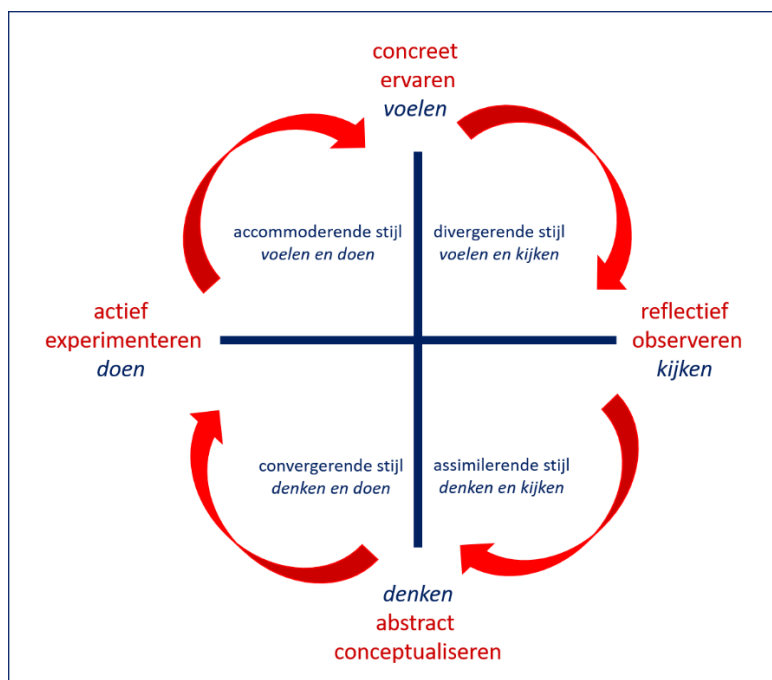 concreet
ervaren
voelen
accommoderende stijl
voelen en doen
divergerende stijl
voelen en kijken
actief
experimenteren
doen
reflectief
observeren
kijken
convergerende stijl
denken en doen
assimilerende stijl
denken en kijken
denken
abstract
conceptualiseren